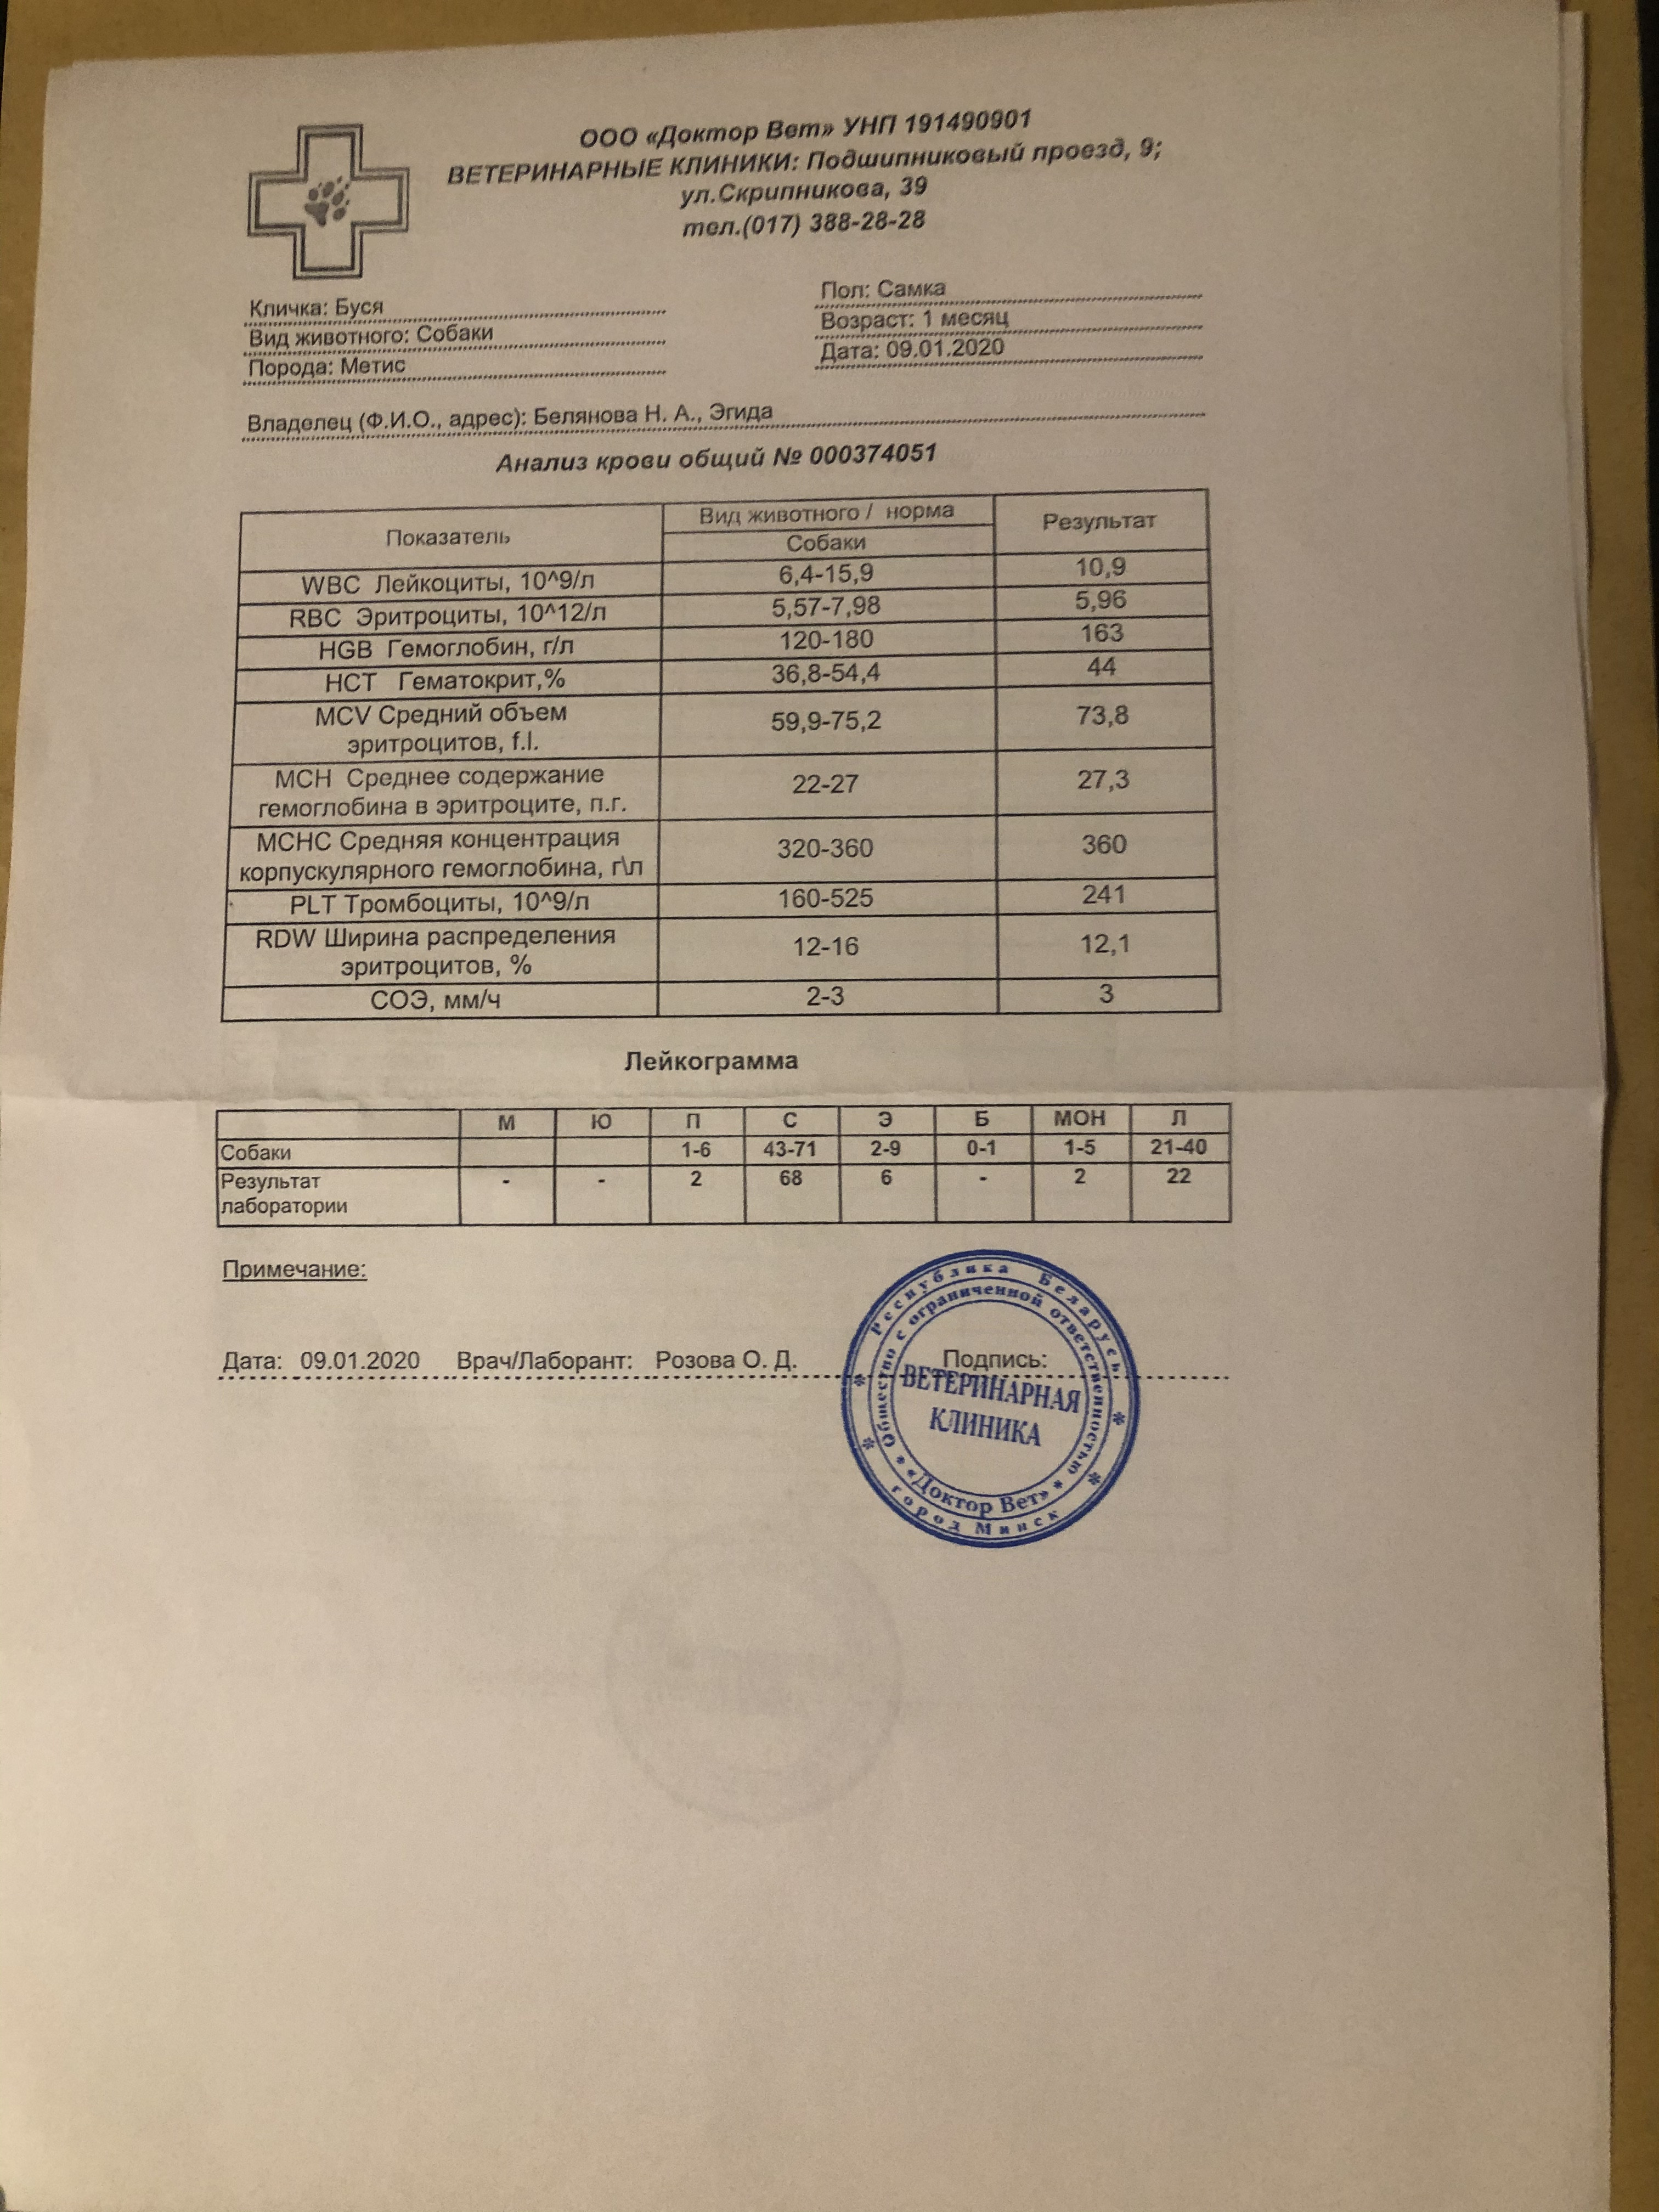 ООО «Доктор Вет» УНП 191490901
ВЕТЕРИНАРНЫЕ КЛИНИКИ: Подшипниковый проезд, 9;
ул.Скрипникова, 39
тел.(017) 388-28-28
Кличка: Буся
Вид животного: Собаки
Порода: Метис
Пол: Самка
Возраст: 1 месяц
Дата: 09.01.2020
Владелец (Ф.И.О., адрес): Белянова Н. А., Эгида
Анализ крови общий № 000374051
Показатель Вид животного / норма Результат
Собаки
WBC Лейкоциты, 10^9/л 6,4-15,9 10,9
RBC Эритроциты, 10^12/л 5,57-7,98 5,96
HGB Гемоглобин, г/л 120-180 163
HCT Гематокрит,% 36,8-54,4 44
MCV Средний объем
эритроцитов, f.l. 59,9-75,2 73,8
MCH Среднее содержание
гемоглобина в эритроците, п.г. 22-27 27,3
MCHC Средняя концентрация
корпускулярного гемоглобина, г\л 320-360 360
PLT Тромбоциты, 10^9/л 160-525 241
RDW Ширина распределения
эритроцитов, % 12-16 12,1
СОЭ, мм/ч 2-3 3
Лейкограмма
М Ю П С Э Б МОН Л
Собаки 1-6 43-71 2-9 0-1 1-5 21-40
Результат
лаборатории - - 2 68 6 - 2 22
Примечание:
Дата: 09.01.2020 Врач/Лаборант: Розова О. Д. Подпись:
Республика Беларусь
Общество с ограниченной ответственностью
ВЕТЕРИНАРНАЯ
КЛИНИКА
«Доктор Вет»
город Минск